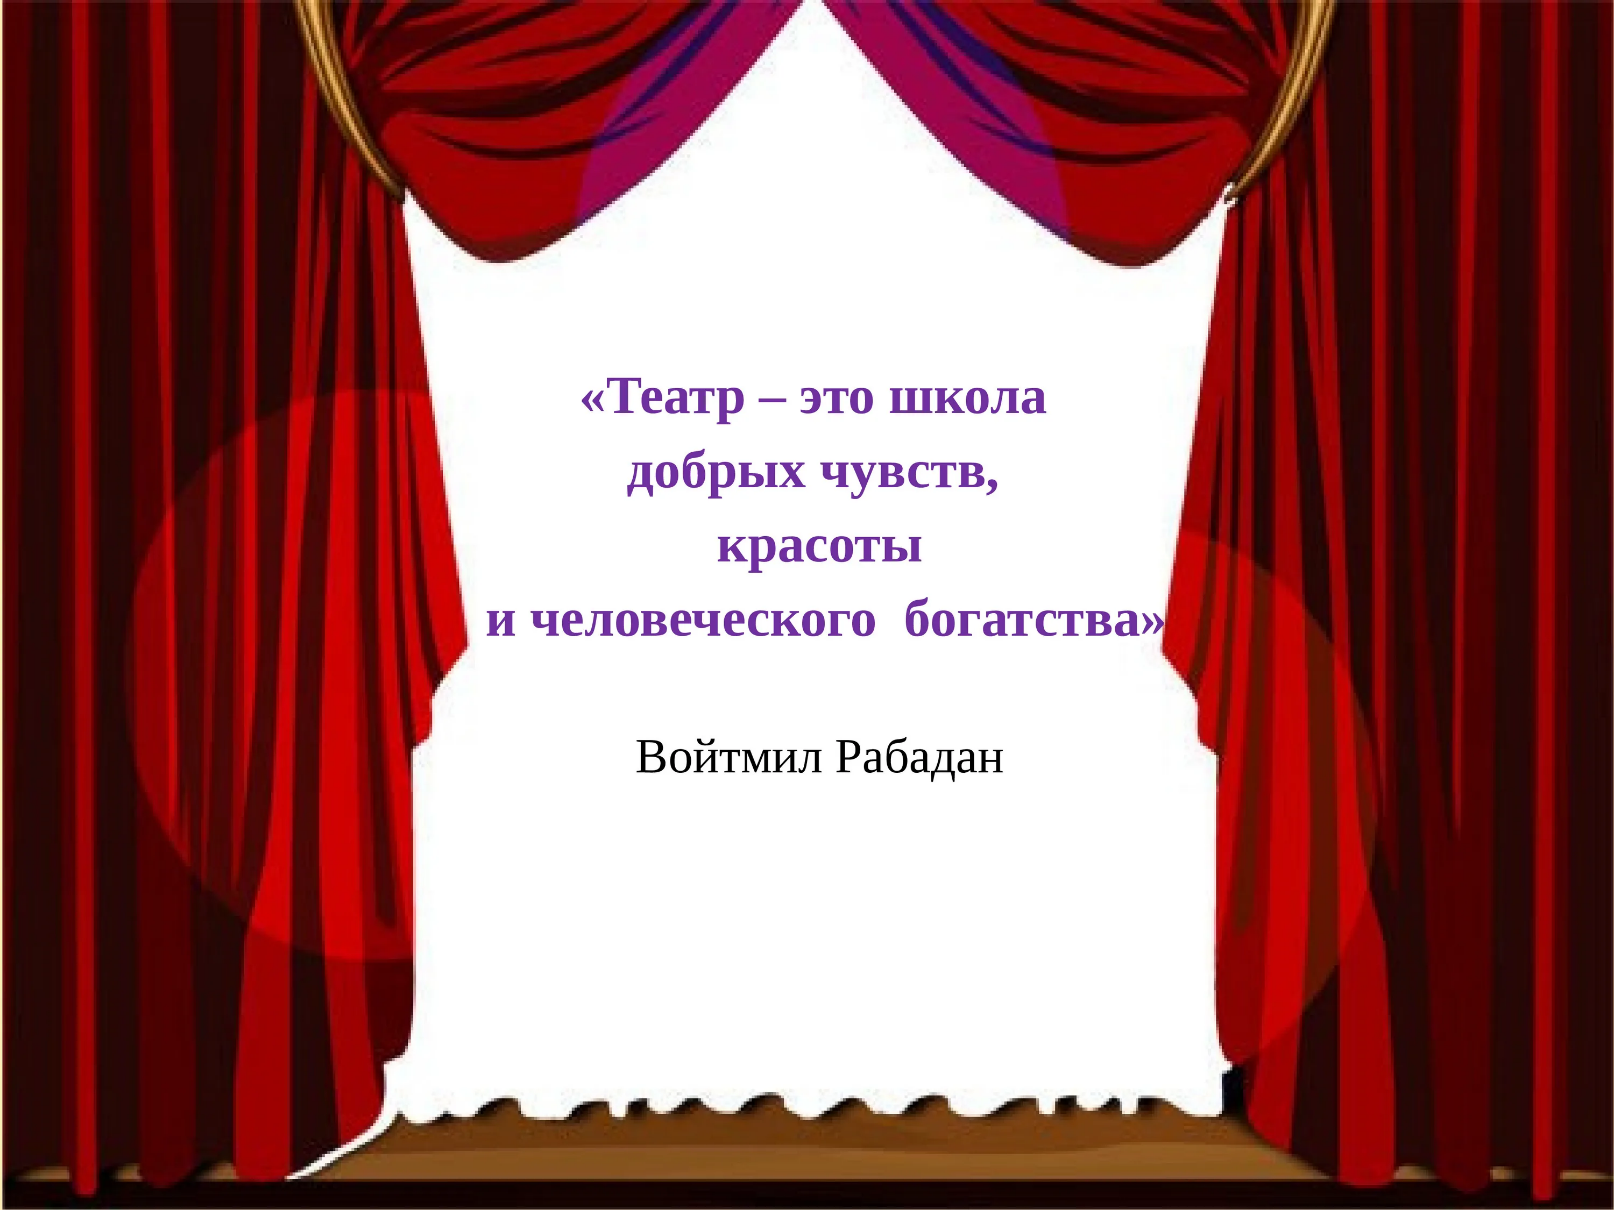 «Театр – это школа
добрых чувств,
красоты
и человеческого  богатства»
Войтмил Рабадан